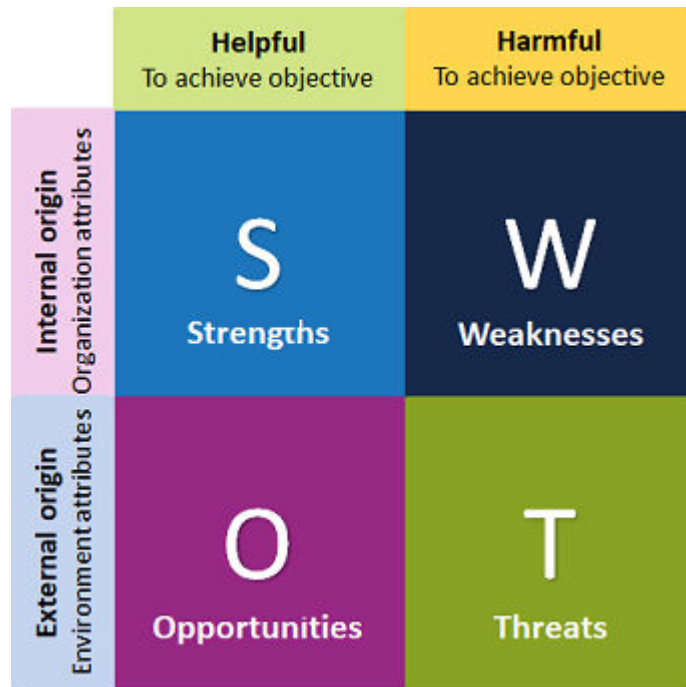 Helpful
To achieve objective
Harmful
To achieve objective
Internal origin
Organization attributes
S
Strengths
W
Weaknesses
External origin
Environment attributes
O
Opportunities
T
Threats